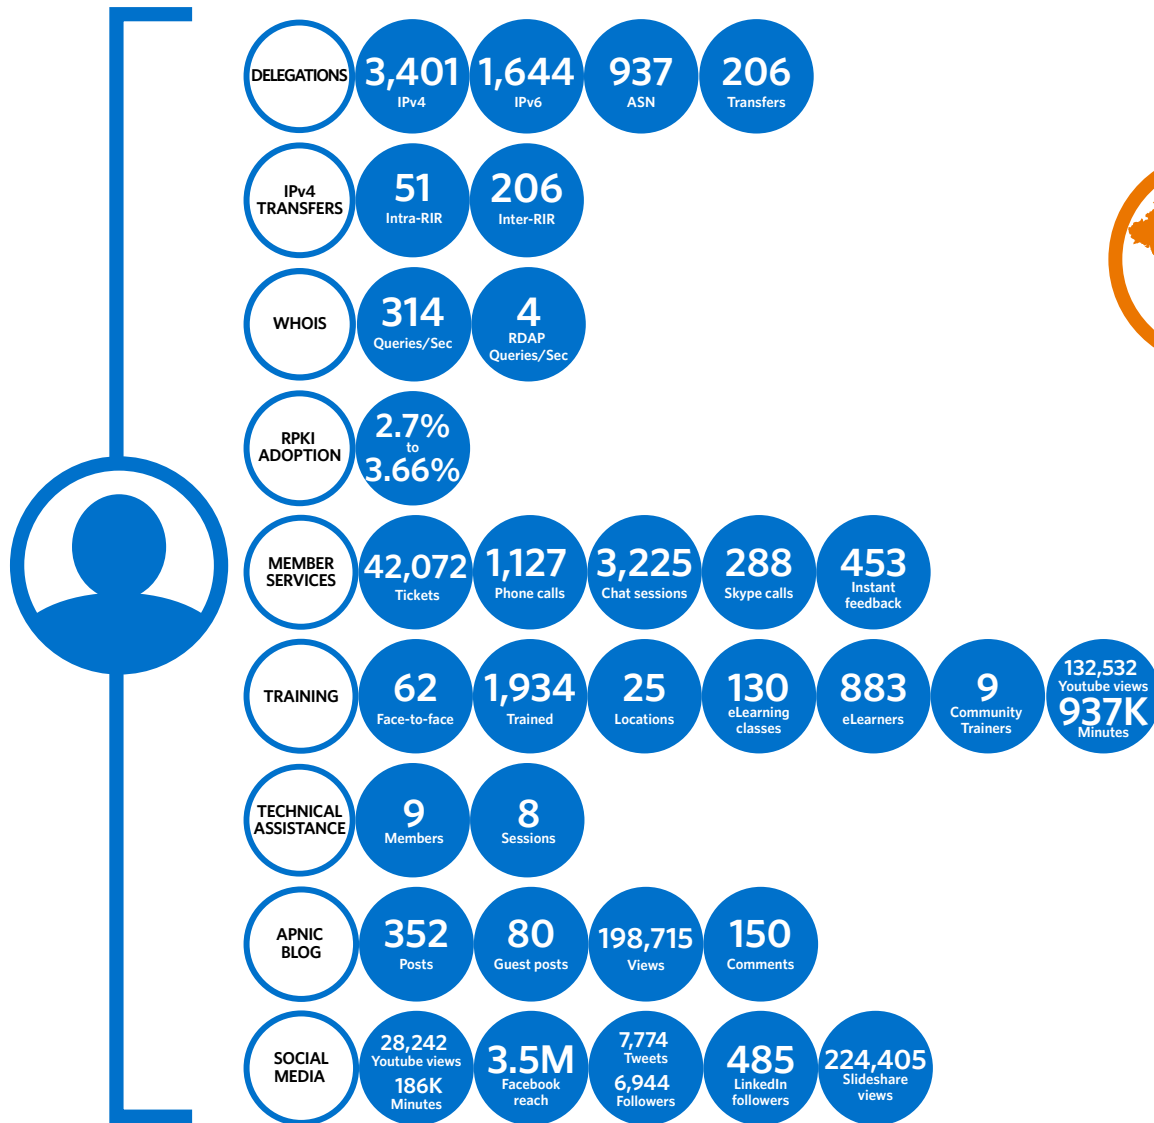 DELEGATIONS
3,401
IPv4
1,644
IPv6
937
ASN
206
Transfers
IPv4
TRANSFERS
51
Intra-RIR
206
Inter-RIR
WHOIS
314
Queries/Sec
4
RDAP
Queries/Sec
RPKI
ADOPTION
2.7%
to
3.66%
MEMBER
SERVICES
42,072
Tickets
1,127
Phone calls
3,225
Chat sessions
288
Skype calls
453
Instant
feedback
TRAINING
62
Face-to-face
1,934
Trained
25
Locations
130
eLearning
classes
883
eLearners
9
Community
Trainers
132,532
Youtube views
937K
Minutes
TECHNICAL
ASSISTANCE
9
Members
8
Sessions
APNIC
BLOG
352
Posts
80
Guest posts
198,715
Views
150
Comments
SOCIAL
MEDIA
28,242
Youtube views
186K
Minutes
3.5M
Facebook
reach
7,774
Tweets
6,944
Followers
485
LinkedIn
followers
224,405
Slideshare
views